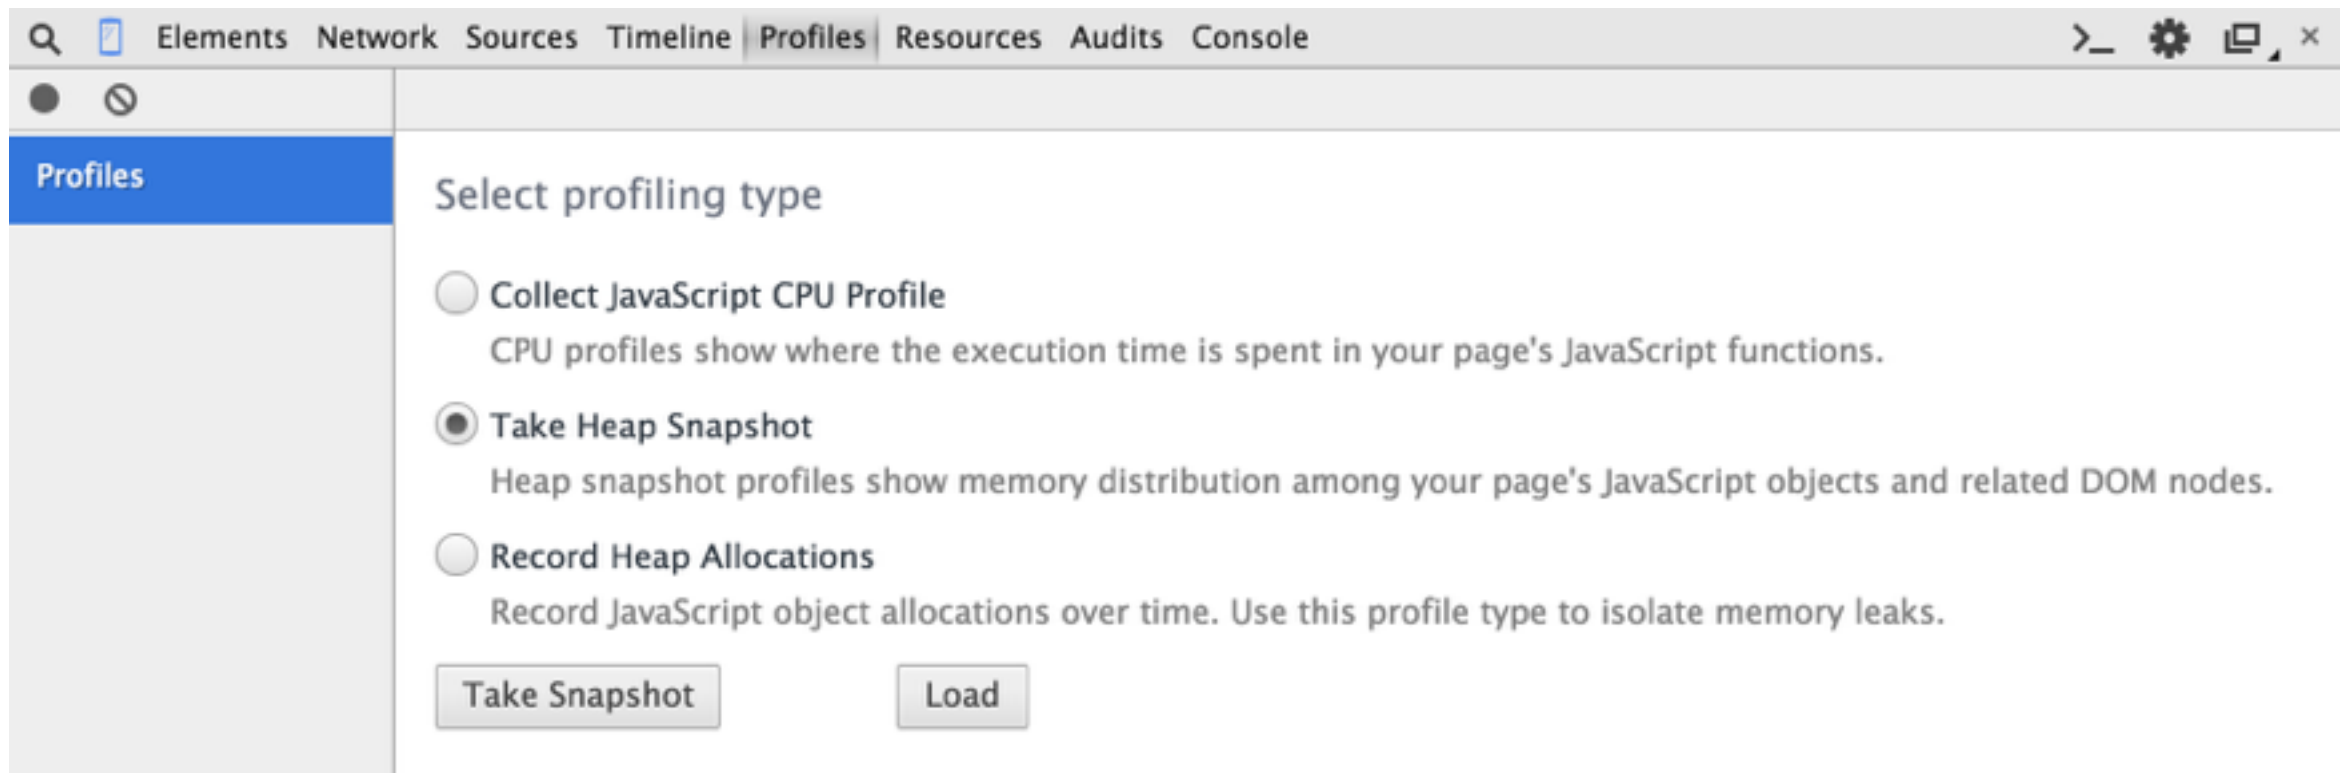 Elements Network Sources Timeline Profiles Resources Audits Console
Profiles
Select profiling type
Collect JavaScript CPU Profile
CPU profiles show where the execution time is spent in your page's JavaScript functions.
Take Heap Snapshot
Heap snapshot profiles show memory distribution among your page's JavaScript objects and related DOM nodes.
Record Heap Allocations
Record JavaScript object allocations over time. Use this profile type to isolate memory leaks.
Take Snapshot Load